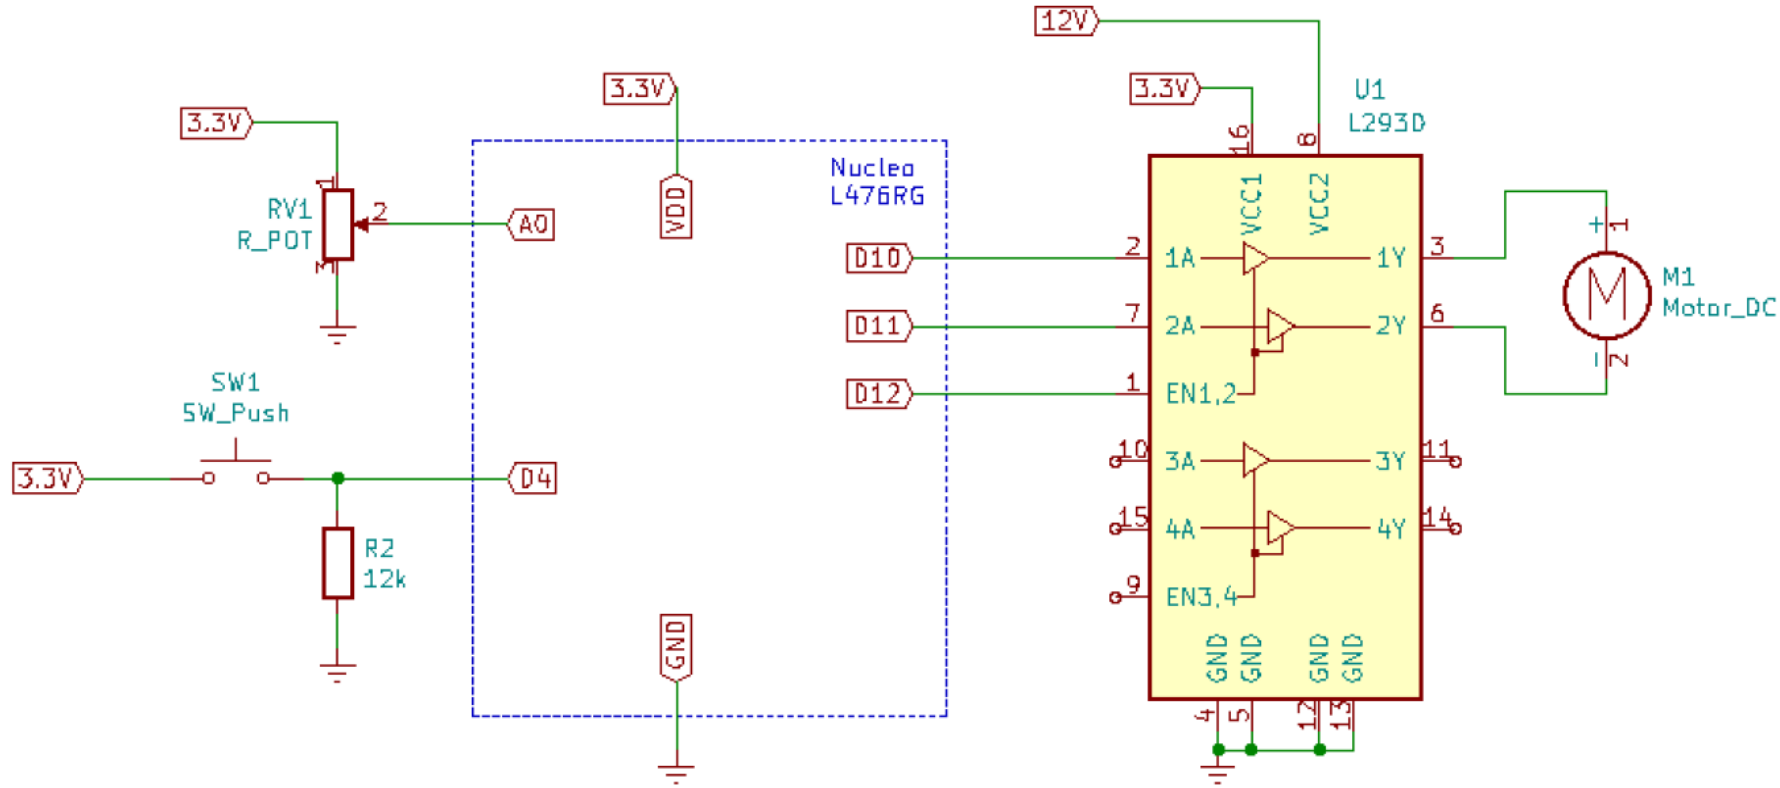 12V
3.3V
3.3V
3.3V
U1
L293D
16
8
Nucleo
L476RG
VCC1
VCC2
1
RV1
R_POT
2
3
A0
VDD
D10
2
1A
1Y
3
+
1
M
M1
Motor_DC
D11
7
2A
2Y
6
-
2
SW1
SW_Push
D12
1
EN1,2
3.3V
D4
10
3A
3Y
11
15
4A
4Y
14
R2
12k
9
EN3,4
GND
GND
GND
GND
GND
4
5
12
13